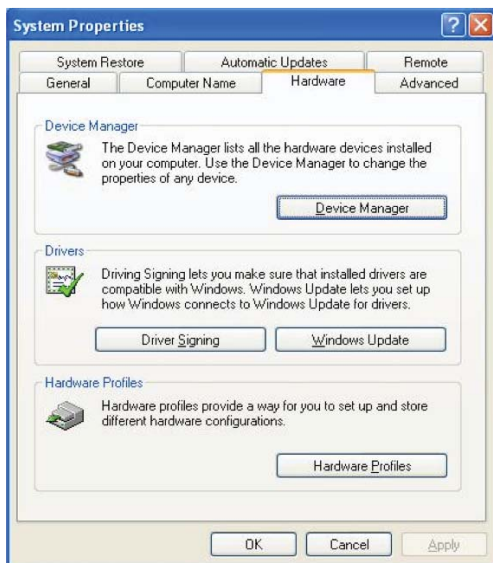 System Properties
System Restore Automatic Updates Remote
General Computer Name Hardware Advanced
Device Manager
The Device Manager lists all the hardware devices installed
on your computer. Use the Device Manager to change the
properties of any device.
Device Manager
Drivers
Driving Signing lets you make sure that installed drivers are
compatible with Windows. Windows Update lets you set up
how Windows connects to Windows Update for drivers.
Driver Signing Windows Update
Hardware Profiles
Hardware profiles provide a way for you to set up and store
different hardware configurations.
Hardware Profiles
OK Cancel Apply